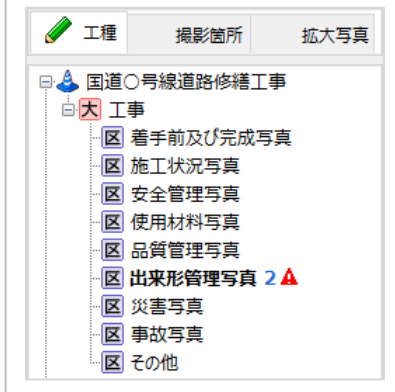 工種 撮影箇所 拡大写真
国道○号線道路修繕工事
大 工事
区 着手前及び完成写真
区 施工状況写真
区 安全管理写真
区 使用材料写真
区 品質管理写真
区 出来形管理写真 2
区 災害写真
区 事故写真
区 その他